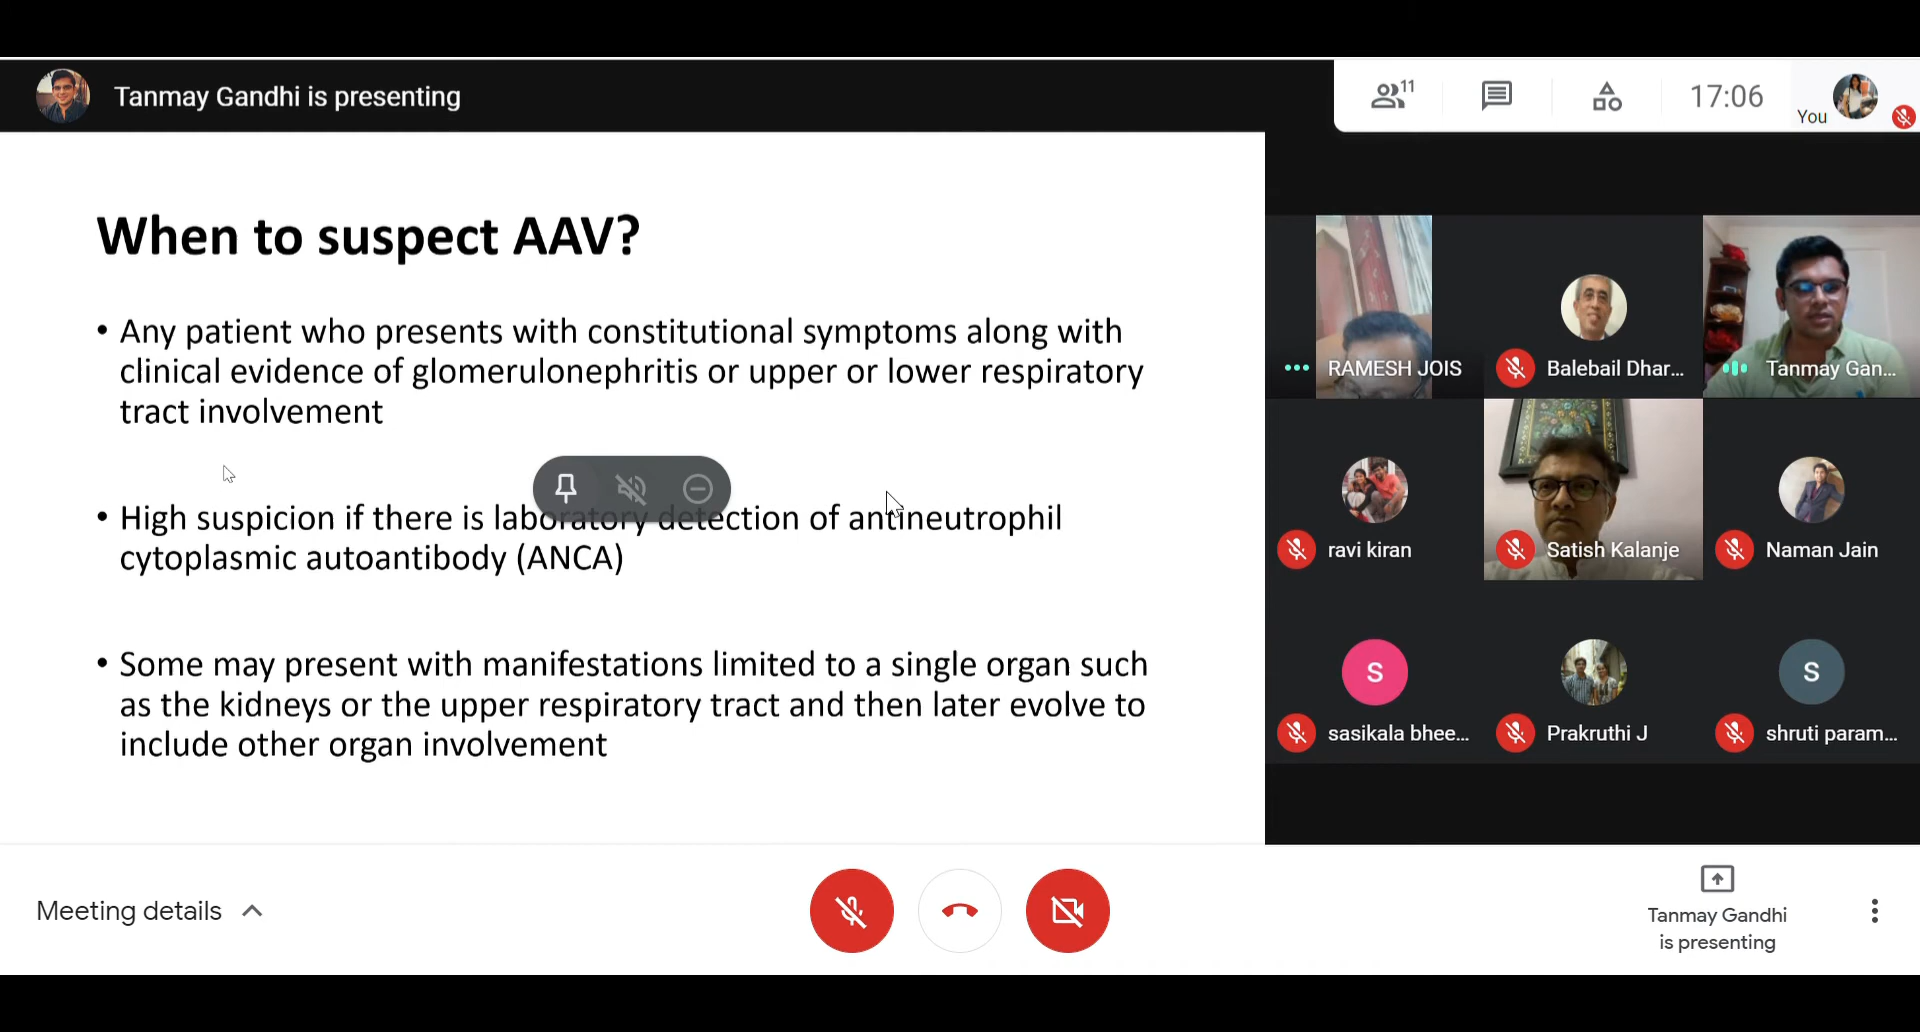 Tanmay Gandhi is presenting
11
17:06
You
When to suspect AAV?
• Any patient who presents with constitutional symptoms along with
clinical evidence of glomerulonephritis or upper or lower respiratory
tract involvement
• High suspicion if there is laboratory detection of antineutrophil
cytoplasmic autoantibody (ANCA)
• Some may present with manifestations limited to a single organ such
as the kidneys or the upper respiratory tract and then later evolve to
include other organ involvement
RAMESH JOIS
Balebail Dhar...
Tanmay Gan...
ravi kiran
Satish Kalanje
Naman Jain
S
S
sasikala bhee...
Prakruthi J
shruti param...
Meeting details
Tanmay Gandhi
is presenting